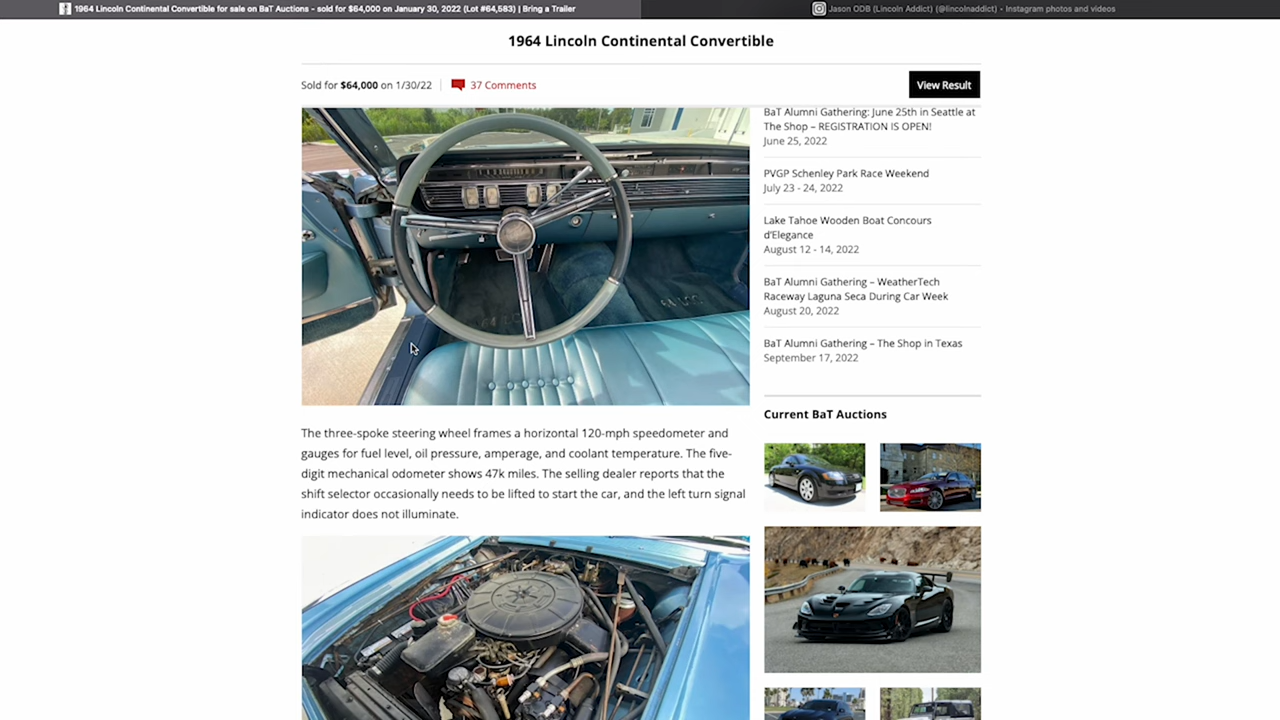 1964 Lincoln Continental Convertible for sale on BaT Auctions - sold for $64,000 on January 30, 2022 (Lot #64,583) | Bring a Trailer
Jason ODB (Lincoln Addict) (@lincolnaddict) • Instagram photos and videos
1964 Lincoln Continental Convertible
Sold for $64,000 on 1/30/22
37 Comments
View Result
BaT Alumni Gathering: June 25th in Seattle at
The Shop – REGISTRATION IS OPEN!
June 25, 2022
PVGP Schenley Park Race Weekend
July 23 - 24, 2022
Lake Tahoe Wooden Boat Concours
d'Elegance
August 12 - 14, 2022
BaT Alumni Gathering – WeatherTech
Raceway Laguna Seca During Car Week
August 20, 2022
BaT Alumni Gathering – The Shop in Texas
September 17, 2022
Current BaT Auctions
The three-spoke steering wheel frames a horizontal 120-mph speedometer and
gauges for fuel level, oil pressure, amperage, and coolant temperature. The five-
digit mechanical odometer shows 47k miles. The selling dealer reports that the
shift selector occasionally needs to be lifted to start the car, and the left turn signal
indicator does not illuminate.